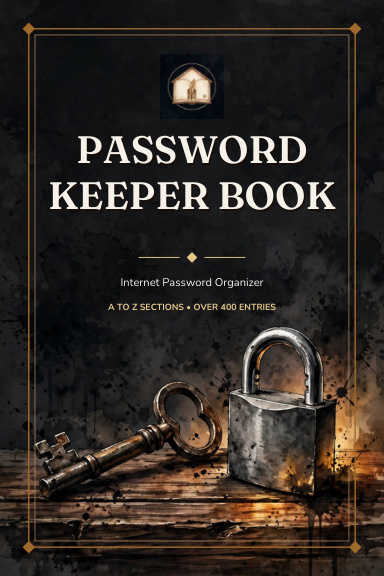 PASSWORD
KEEPER BOOK
Internet Password Organizer
A TO Z SECTIONS • OVER 400 ENTRIES